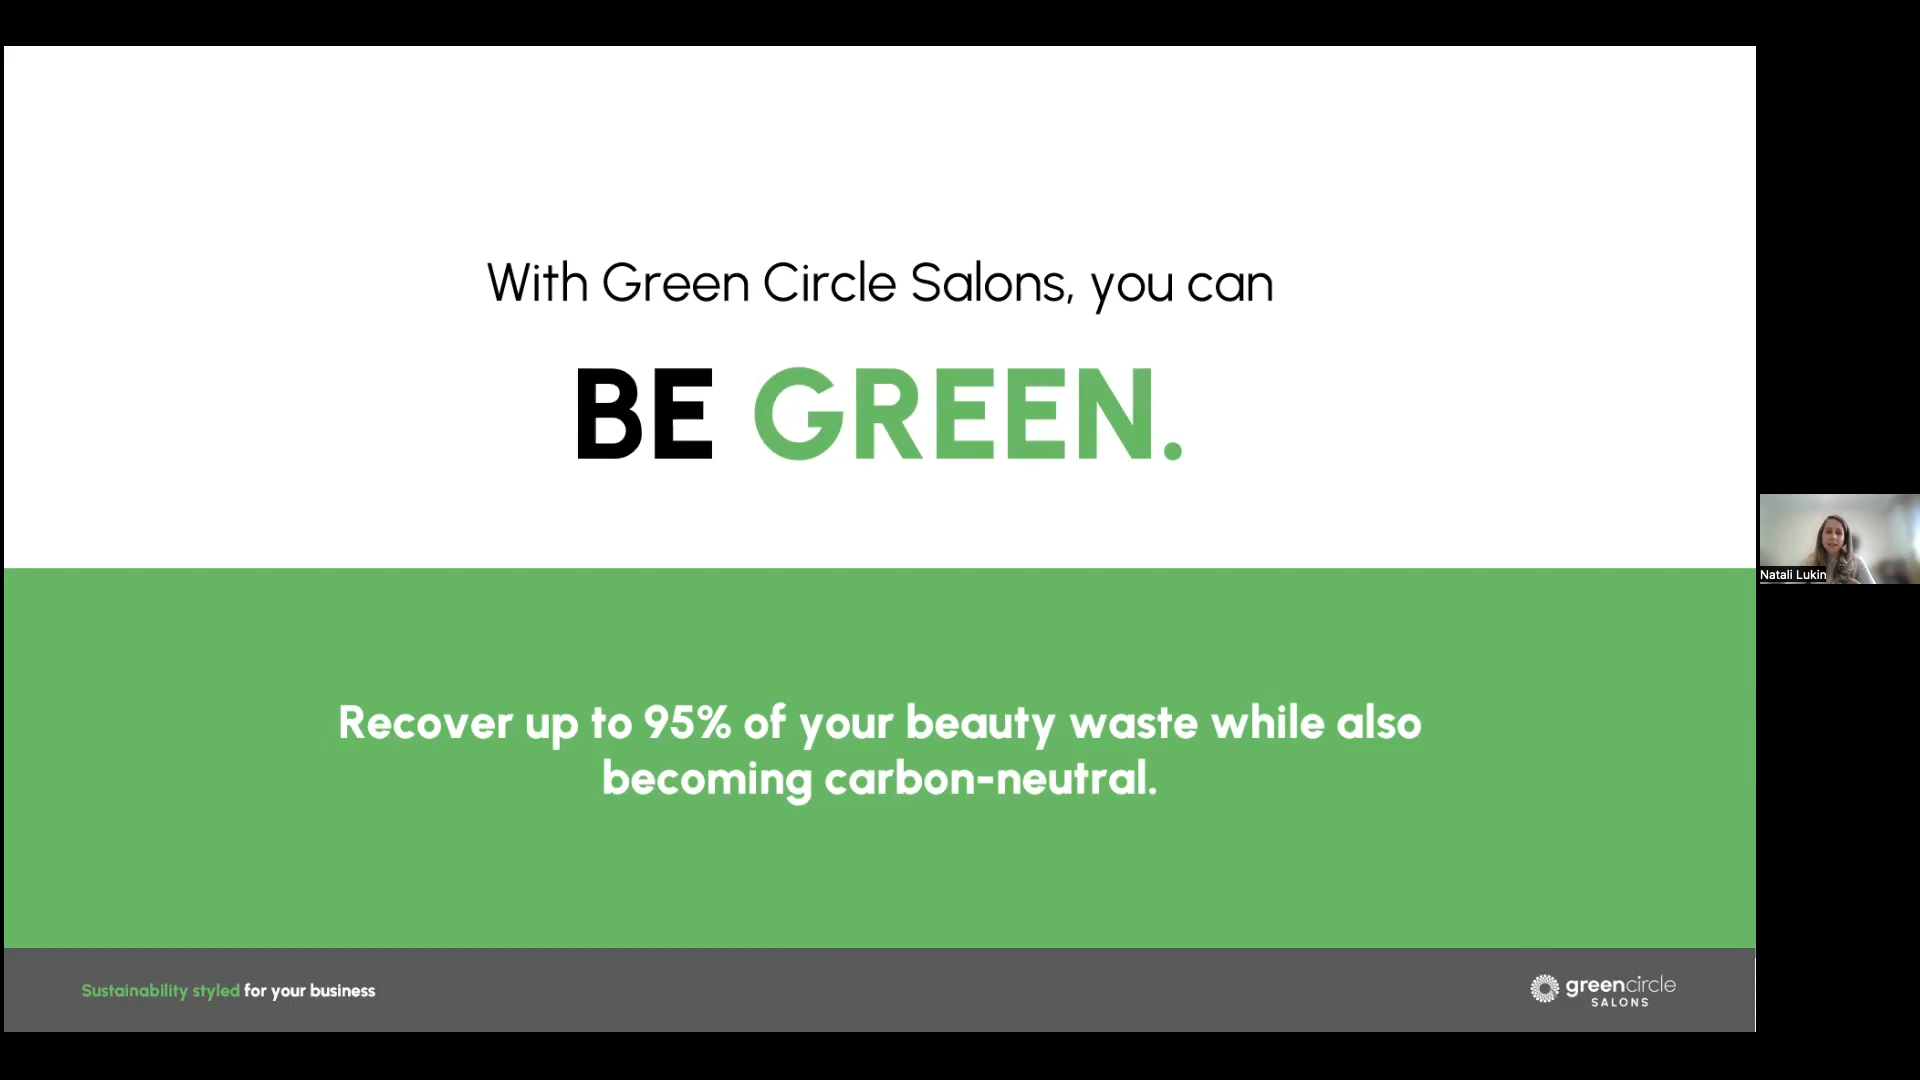 With Green Circle Salons, you can
BE GREEN.
Natali Lukin
Recover up to 95% of your beauty waste while also
becoming carbon-neutral.
Sustainability styled for your business
greencircle
SALONS